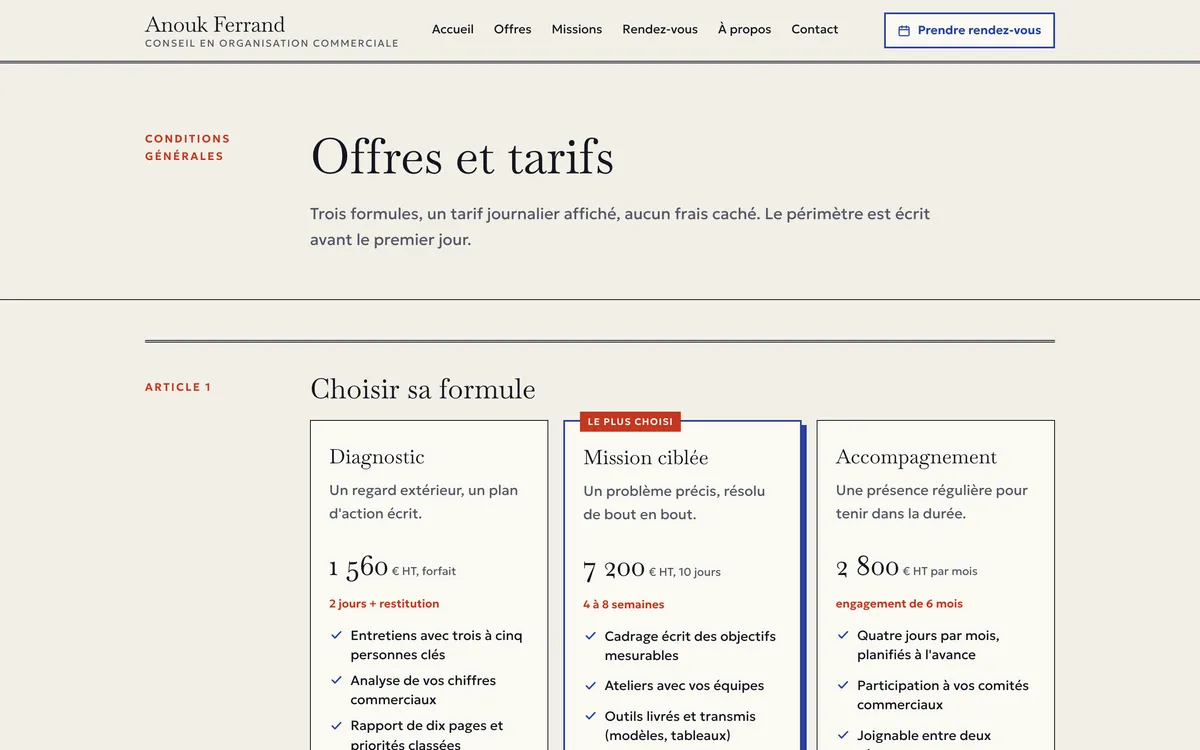 Anouk Ferrand
CONSEIL EN ORGANISATION COMMERCIALE
Accueil
Offres
Missions
Rendez-vous
À propos
Contact
Prendre rendez-vous
CONDITIONS
GÉNÉRALES
Offres et tarifs
Trois formules, un tarif journalier affiché, aucun frais caché. Le périmètre est écrit
avant le premier jour.
ARTICLE 1
Choisir sa formule
Diagnostic
Un regard extérieur, un plan
d'action écrit.
1 560 € HT, forfait
2 jours + restitution
Entretiens avec trois à cinq
personnes clés
Analyse de vos chiffres
commerciaux
Rapport de dix pages et
priorités classées
LE PLUS CHOISI
Mission ciblée
Un problème précis, résolu
de bout en bout.
7 200 € HT, 10 jours
4 à 8 semaines
Cadrage écrit des objectifs
mesurables
Ateliers avec vos équipes
Outils livrés et transmis
(modèles, tableaux)
Accompagnement
Une présence régulière pour
tenir dans la durée.
2 800 € HT par mois
engagement de 6 mois
Quatre jours par mois,
planifiés à l'avance
Participation à vos comités
commerciaux
Joignable entre deux